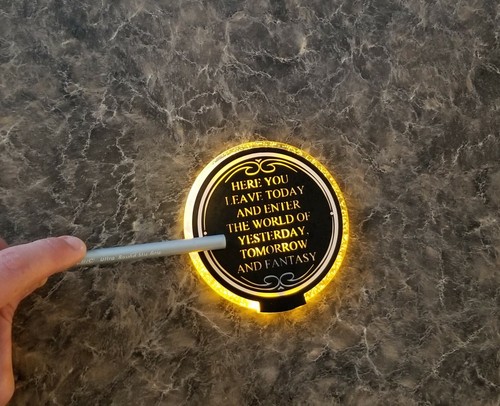 HERE YOU
LEAVE TODAY
AND ENTER
THE WORLD OF
YESTERDAY,
TOMORROW
AND FANTASY